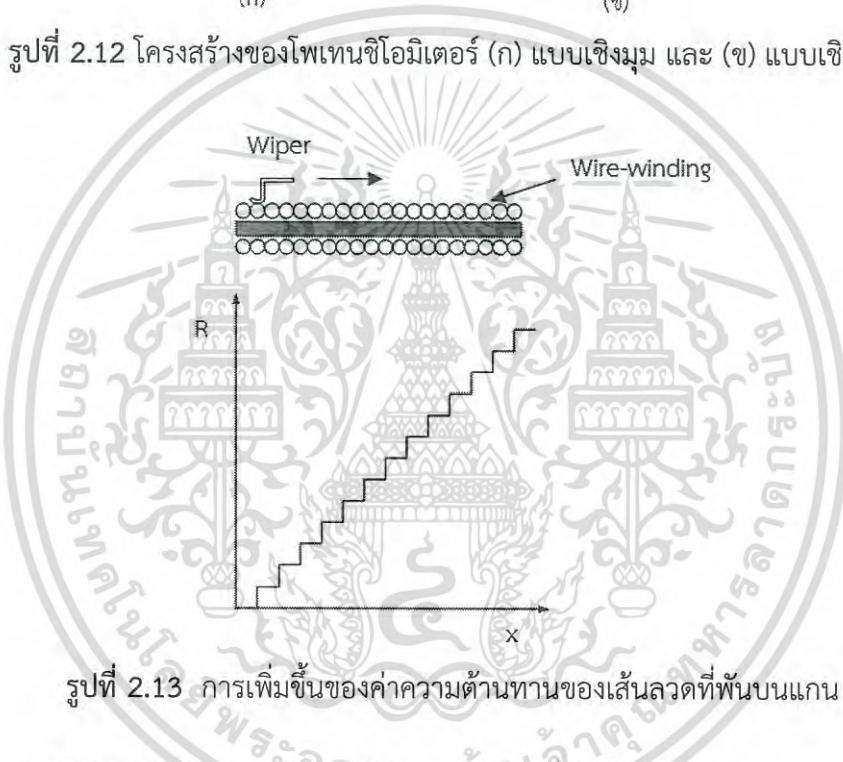 (ก) (ข)
รูปที่ 2.12 โครงสร้างของโพเทนชิโอมิเตอร์ (ก) แบบเชิงมุม และ (ข) แบบเชิ
Wiper
Wire-winding
R
x
รูปที่ 2.13 การเพิ่มขึ้นของค่าความต้านทานของเส้นลวดที่พันบนแกน